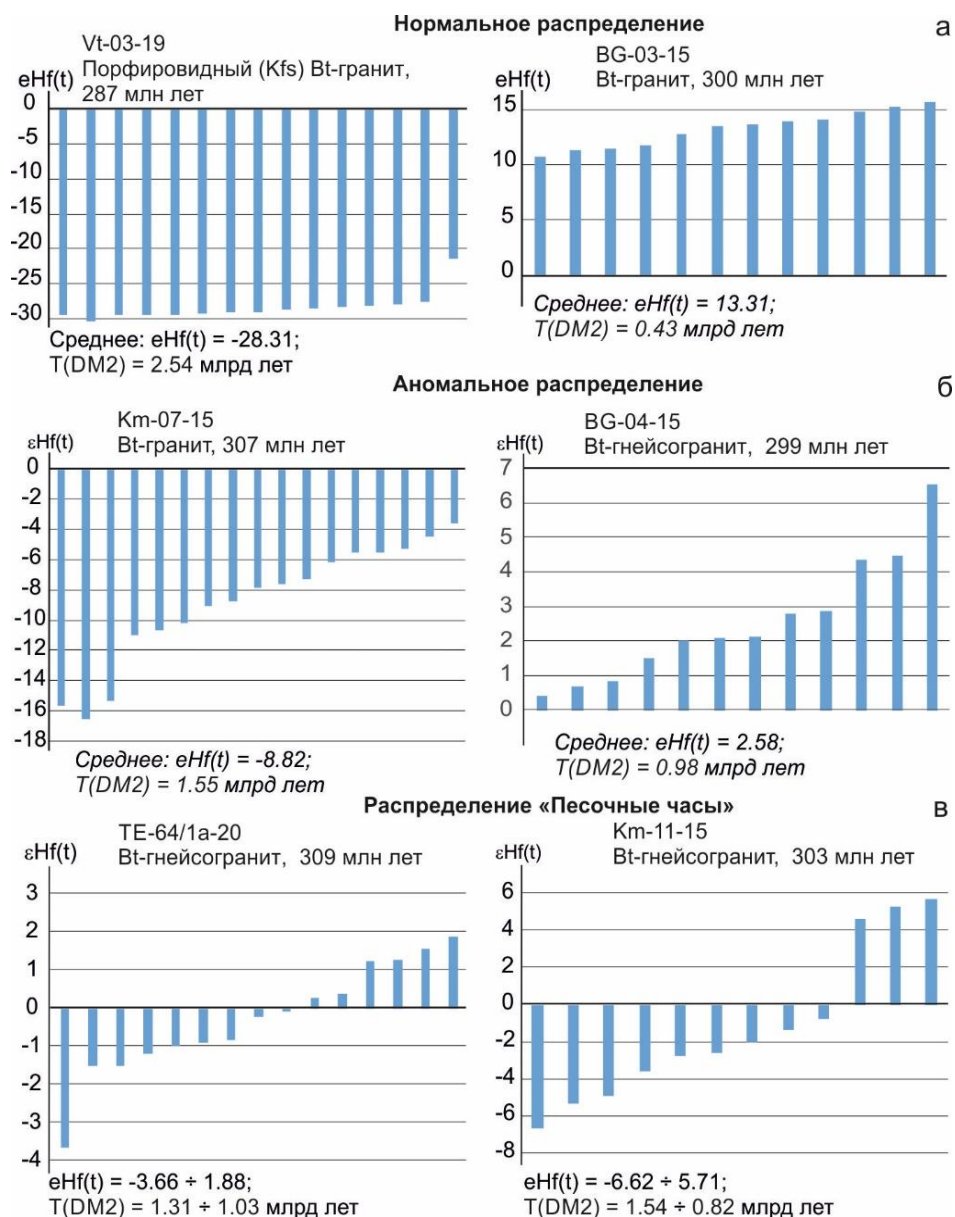 Нормальное распределение
а
Vt-03-19
Порфировидный (Kfs) Bt-гранит,
287 млн лет
eHf(t)
0
-5
-10
-15
-20
-25
-30
Среднее: eHf(t) = -28.31;
T(DM2) = 2.54 млрд лет
BG-03-15
Bt-гранит, 300 млн лет
eHf(t)
15
10
5
0
Среднее: eHf(t) = 13.31;
T(DM2) = 0.43 млрд лет
Аномальное распределение
б
Km-07-15
Bt-гранит, 307 млн лет
εHf(t)
0
-2
-4
-6
-8
-10
-12
-14
-16
-18
Среднее: eHf(t) = -8.82;
T(DM2) = 1.55 млрд лет
BG-04-15
Bt-гнейсогранит, 299 млн лет
εHf(t)
7
6
5
4
3
2
1
0
Среднее: eHf(t) = 2.58;
T(DM2) = 0.98 млрд лет
Распределение «Песочные часы»
в
TE-64/1a-20
Bt-гнейсогранит, 309 млн лет
εHf(t)
3
2
1
0
-1
-2
-3
-4
eHf(t) = -3.66 ÷ 1.88;
T(DM2) = 1.31 ÷ 1.03 млрд лет
Km-11-15
Bt-гнейсогранит, 303 млн лет
εHf(t)
6
4
2
0
-2
-4
-6
-8
eHf(t) = -6.62 ÷ 5.71;
T(DM2) = 1.54 ÷ 0.82 млрд лет